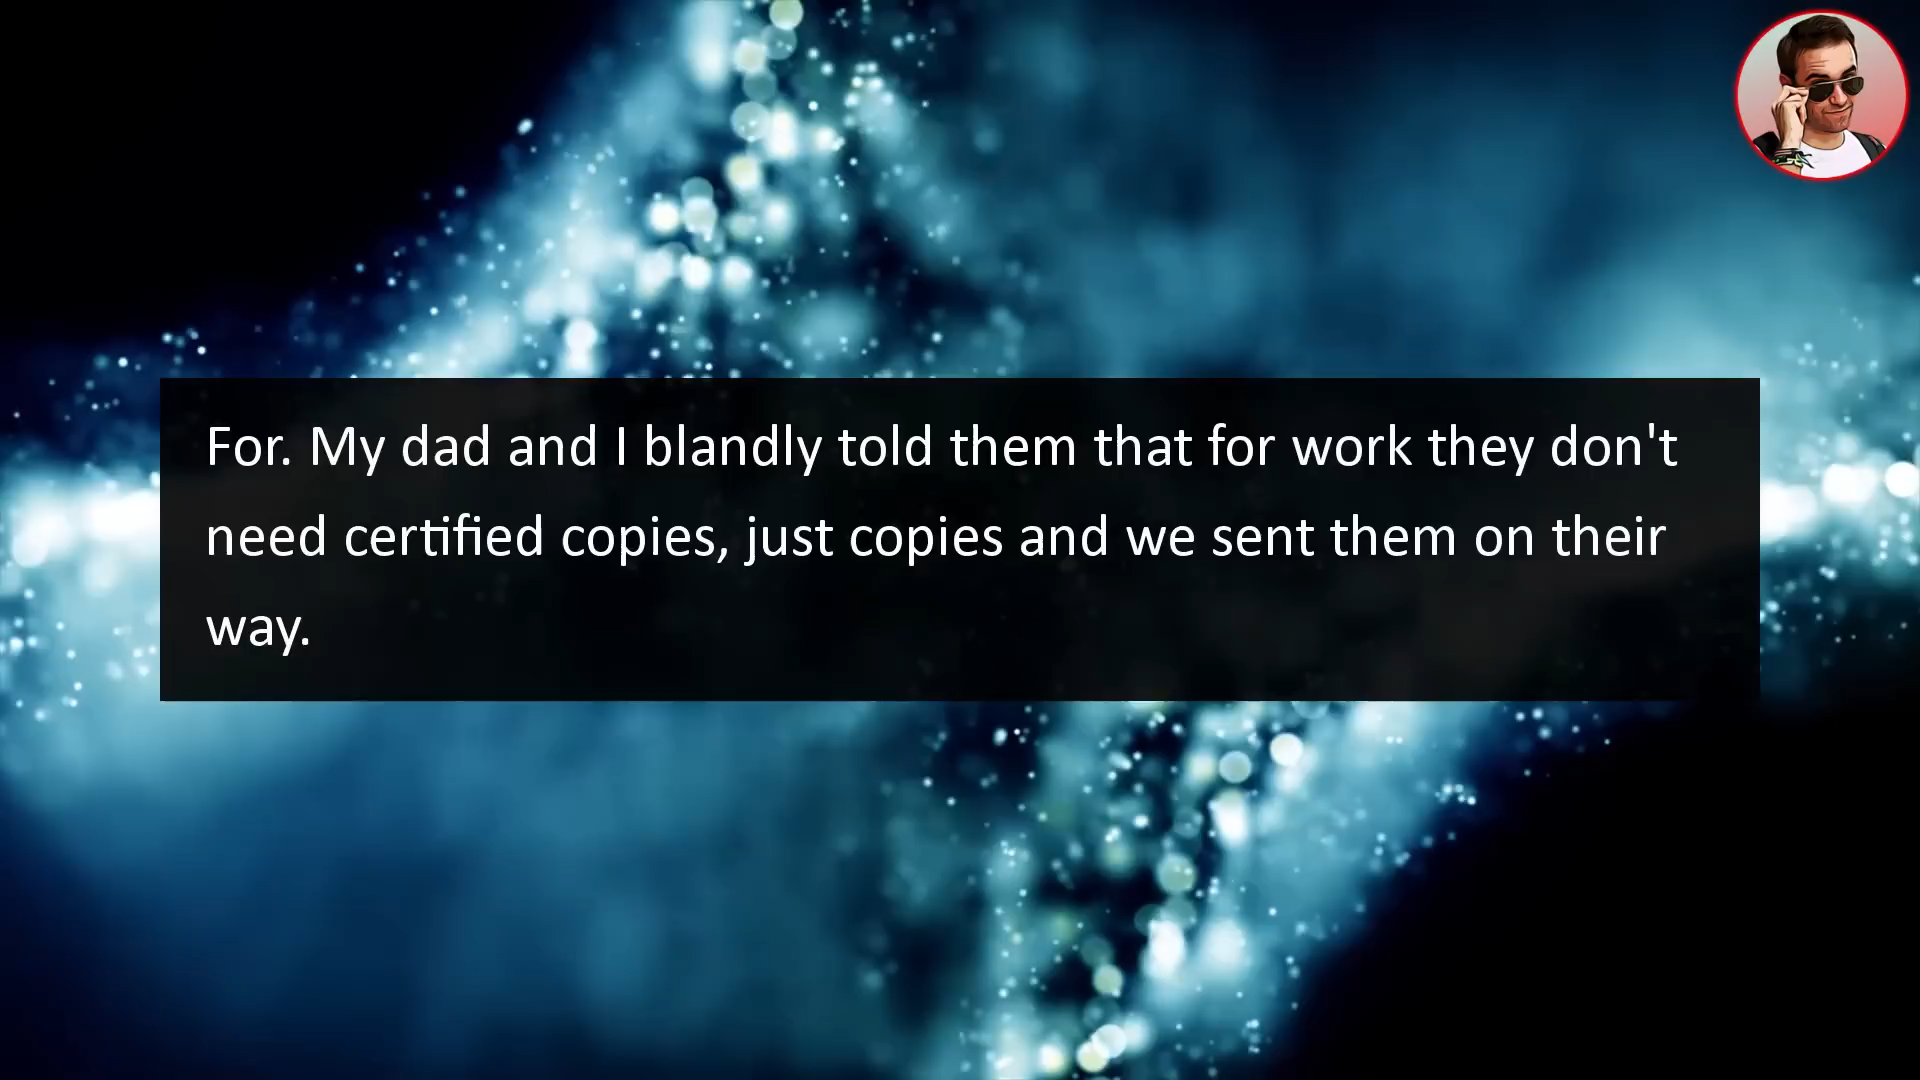 For. My dad and I blandly told them that for work they don't
need certified copies, just copies and we sent them on their
way.